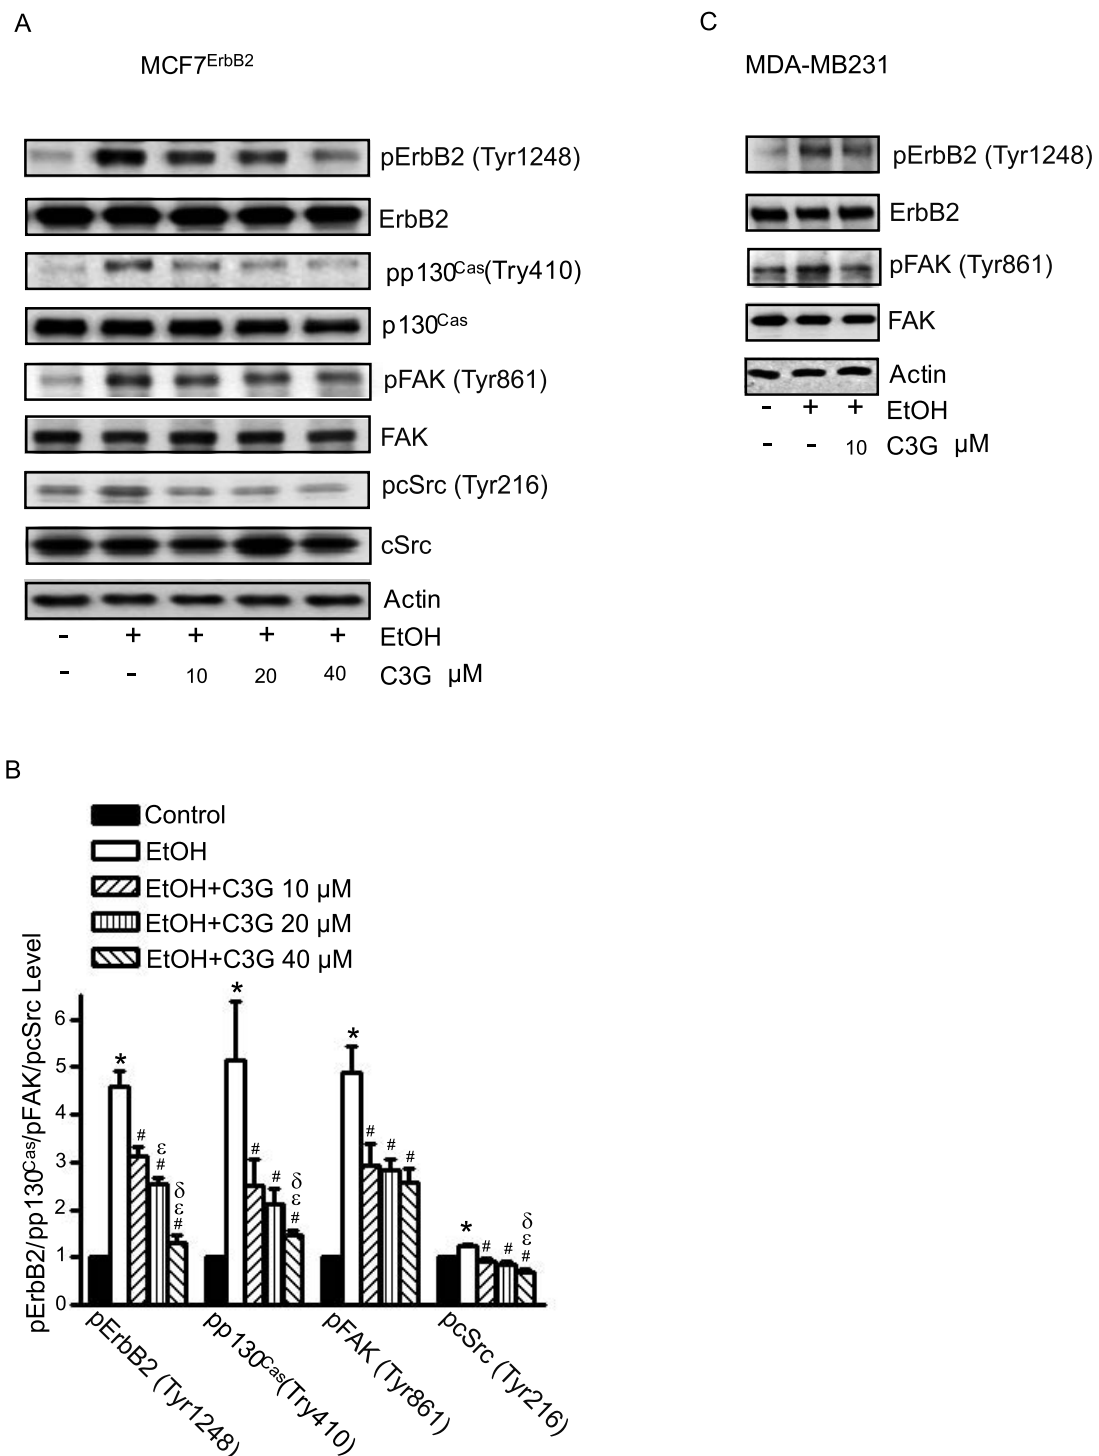 A
MCF7ErbB2
pErbB2 (Tyr1248)
ErbB2
pp130Cas(Try410)
p130Cas
pFAK (Tyr861)
FAK
pcSrc (Tyr216)
cSrc
Actin
- + + + + EtOH
- - 10 20 40 C3G µM
C
MDA-MB231
pErbB2 (Tyr1248)
ErbB2
pFAK (Tyr861)
FAK
Actin
- + + EtOH
- - 10 C3G µM
B
Control
EtOH
EtOH+C3G 10 µM
EtOH+C3G 20 µM
EtOH+C3G 40 µM
pErbB2/pp130Cas/pFAK/pcSrc Level
6
5
4
3
2
1
0
* # ε # δ ε #
* # # δ ε #
* # # #
* # # δ ε #
pErbB2 (Tyr1248)
pp130Cas(Try410)
pFAK (Tyr861)
pcSrc (Tyr216)